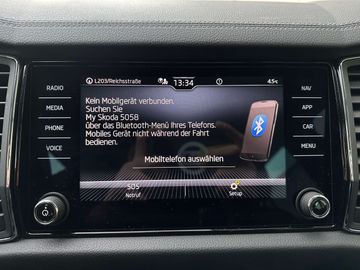 L203/Reichsstraße 13:34 4.5°C
RADIO
MEDIA
PHONE
VOICE
Kein Mobilgerät verbunden.
Suchen Sie
My Skoda 5058
über das Bluetooth-Menü Ihres Telefons.
Mobiles Gerät nicht während der Fahrt
bedienen.
Mobiltelefon auswählen
SOS
Notruf
Setup
NAV
APP
CAR
MENU